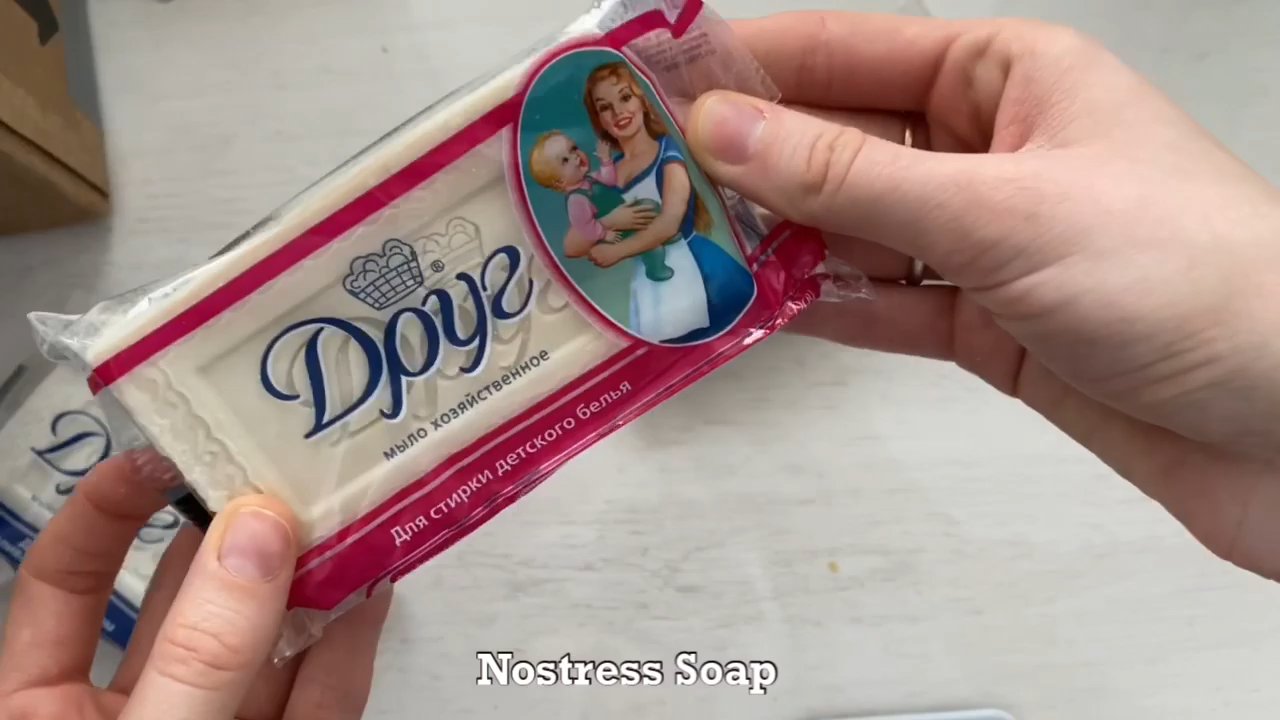 Друг®
мыло хозяйственное
Для стирки детского белья
Nostress Soap